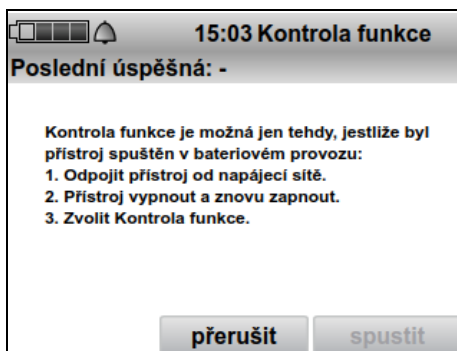 15:03 Kontrola funkce
Poslední úspěšná: -
Kontrola funkce je možná jen tehdy, jestliže byl
přístroj spuštěn v bateriovém provozu:
1. Odpojit přístroj od napájecí sítě.
2. Přístroj vypnout a znovu zapnout.
3. Zvolit Kontrola funkce.
přerušit spustit